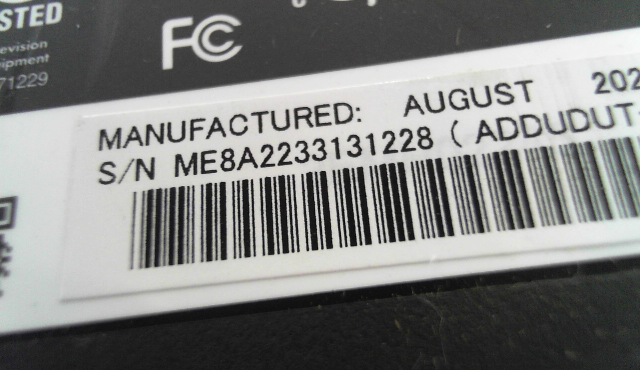 STED
evision
ipment
71229
FC
MANUFACTURED: AUGUST 202
S/N ME8A2233131228 ( ADDUDUT-